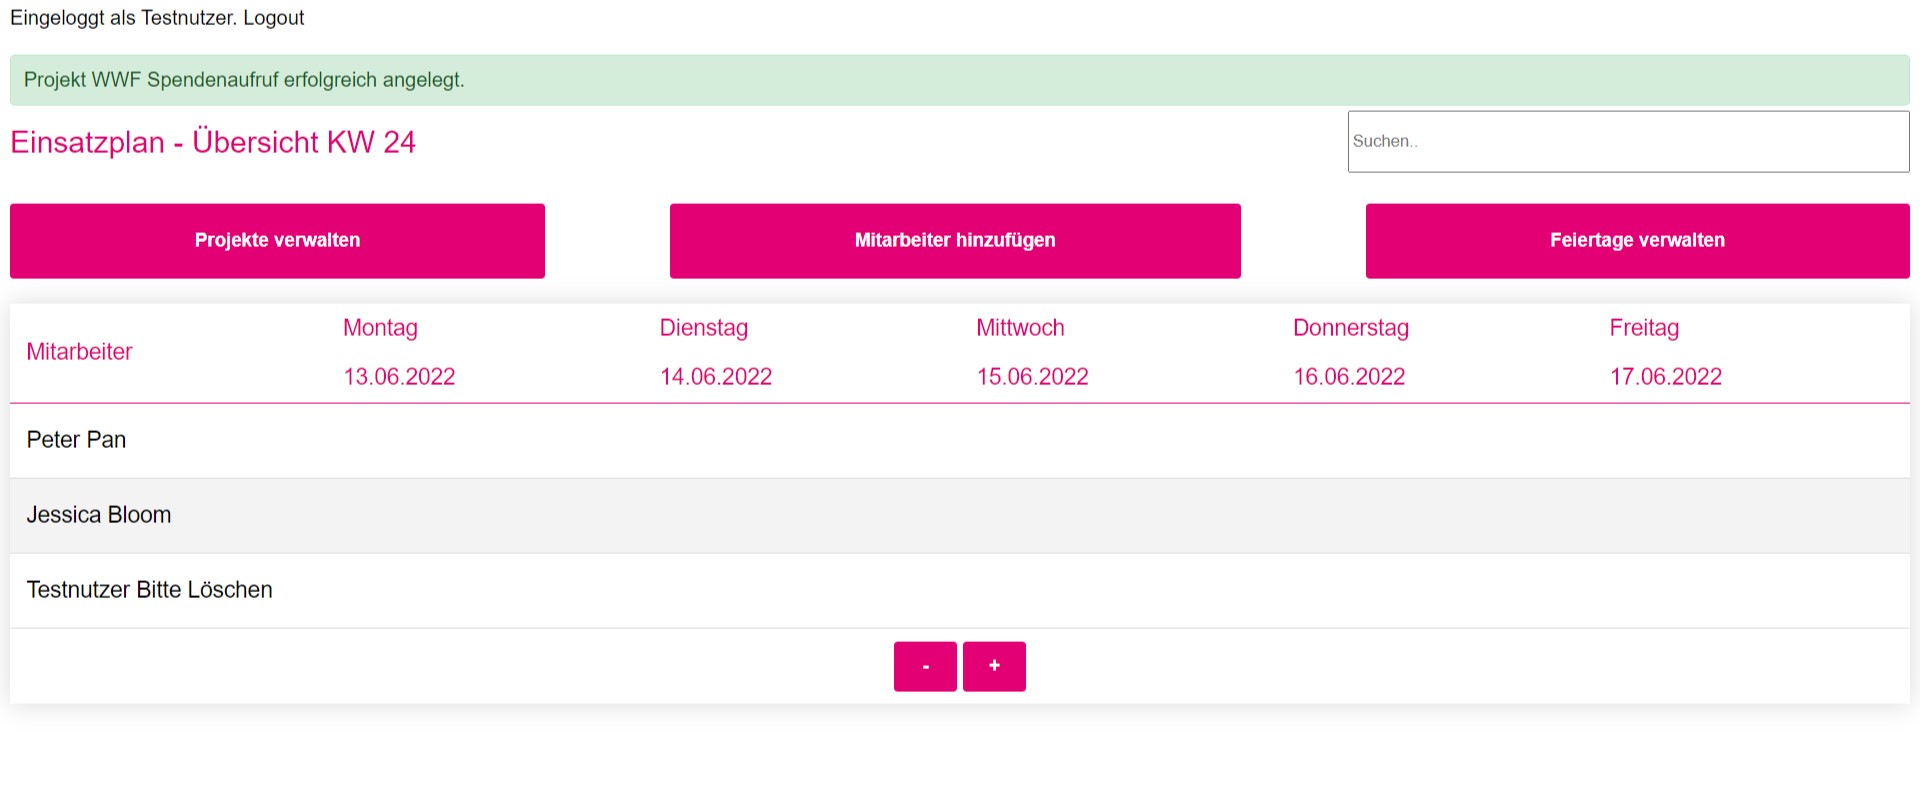 Eingeloggt als Testnutzer. Logout
Projekt WWF Spendenaufruf erfolgreich angelegt.
Einsatzplan - Übersicht KW 24
Suchen..
Projekte verwalten
Mitarbeiter hinzufügen
Feiertage verwalten
Mitarbeiter
Montag
13.06.2022
Dienstag
14.06.2022
Mittwoch
15.06.2022
Donnerstag
16.06.2022
Freitag
17.06.2022
Peter Pan
Jessica Bloom
Testnutzer Bitte Löschen
- +